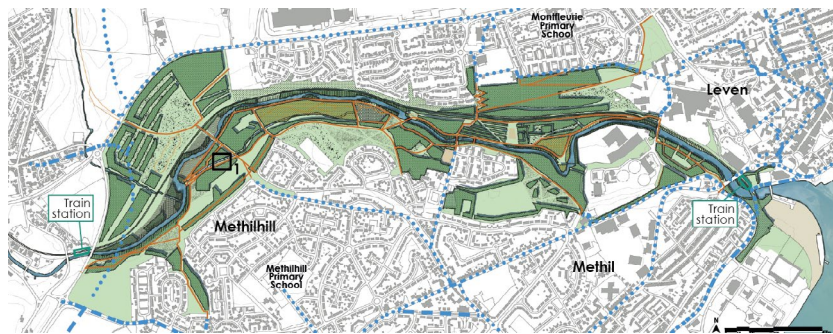 Montfleurie
Primary
School
Leven
1
Train
station
Methilhill
Methilhill
Primary
School
Train
station
Methil
N